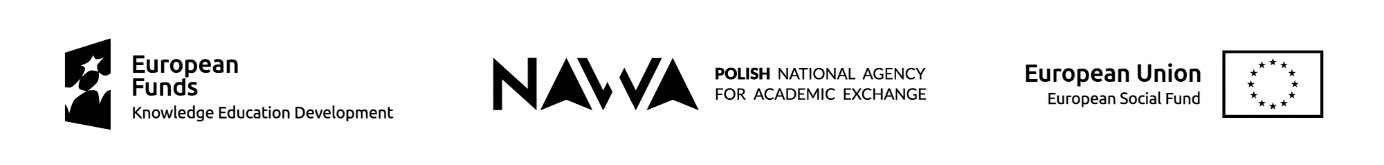 European
Funds
Knowledge Education Development
NAWA
POLISH NATIONAL AGENCY
FOR ACADEMIC EXCHANGE
European Union
European Social Fund